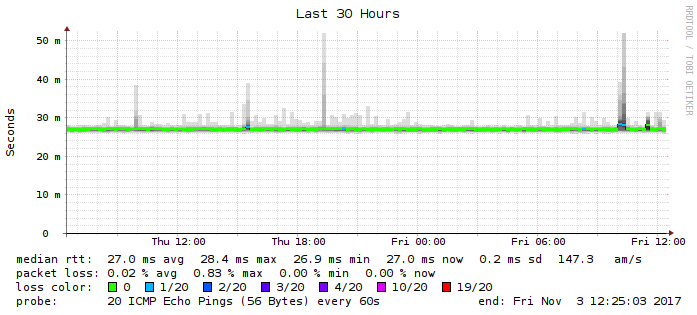 Last 30 Hours
RRDTOOL / TOBI OETIKER
Seconds
50 m
40 m
30 m
20 m
10 m
0
Thu 12:00 Thu 18:00 Fri 00:00 Fri 06:00 Fri 12:00
median rtt: 27.0 ms avg 28.4 ms max 26.9 ms min 27.0 ms now 0.2 ms sd 147.3 am/s
packet loss: 0.02 % avg 0.83 % max 0.00 % min 0.00 % now
loss color: 0 1/20 2/20 3/20 4/20 10/20 19/20
probe: 20 ICMP Echo Pings (56 Bytes) every 60s end: Fri Nov 3 12:25:03 2017